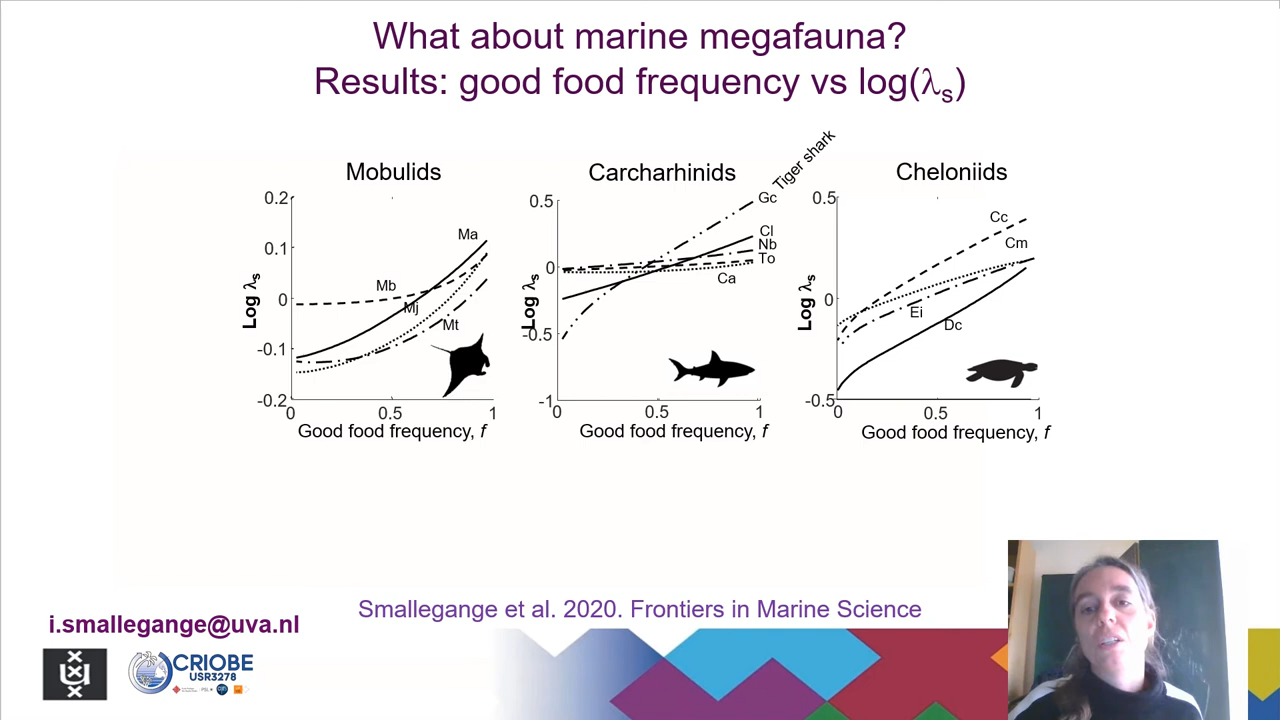 What about marine megafauna?
Results: good food frequency vs log(λs)
Mobulids
Carcharhinids
Cheloniids
Tiger shark
0.2
0.1
0
-0.1
-0.2
Log λs
Ma
Mb
Mj
Mt
0
0.5
1
Good food frequency, f
0.5
0
-0.5
-1
Log λs
Gc
Cl
Nb
To
Ca
0
0.5
1
Good food frequency, f
0.5
0
-0.5
Log λs
Cc
Cm
Ei
Dc
0
0.5
1
Good food frequency, f
Smallegange et al. 2020. Frontiers in Marine Science
i.smallegange@uva.nl
CRIOBE
USR3278